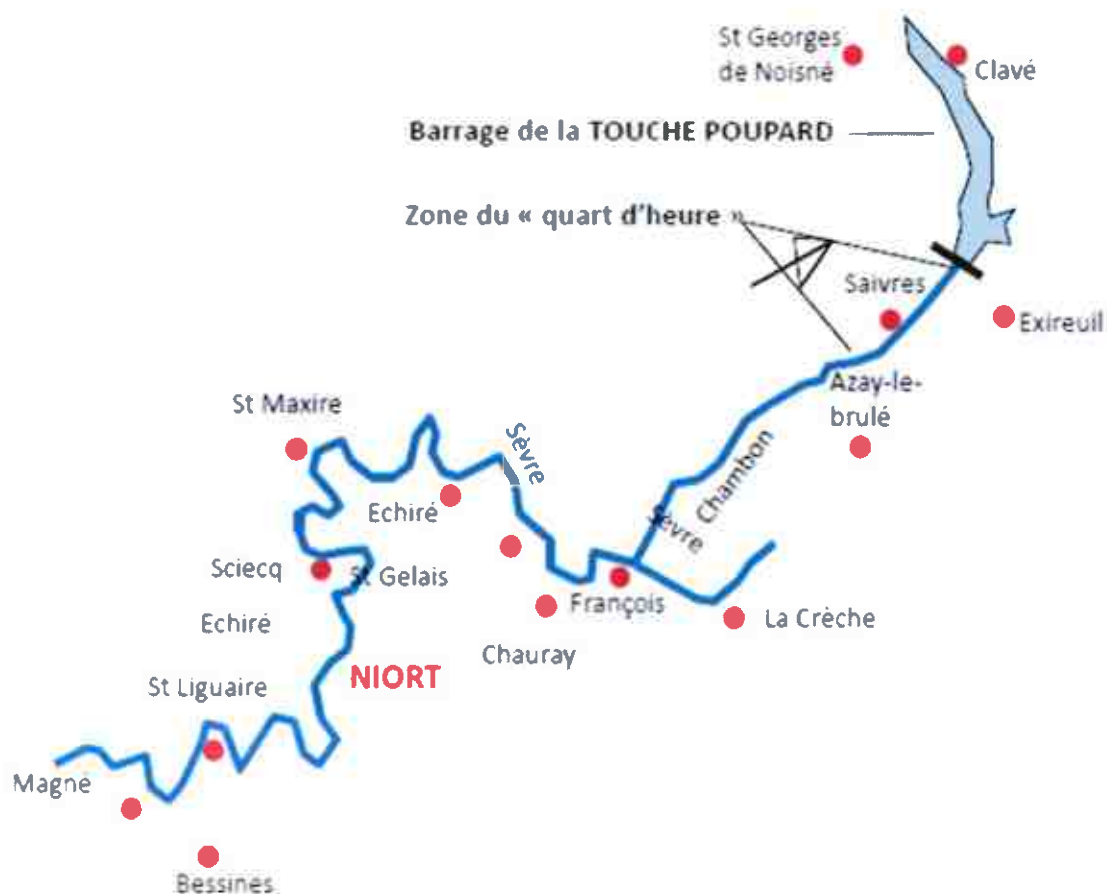 St Georges
de Noisné
Clavé
Barrage de la TOUCHE POUPARD
Zone du « quart d'heure »
Saivres
Exireuil
Azay-le-
brulé
St Maxire
Sèvre
Chambon
Echiré
Sèvre
Sciecq
St Gelais
François
La Crèche
Echiré
Chauray
NIORT
St Liguaire
Magné
Bessines